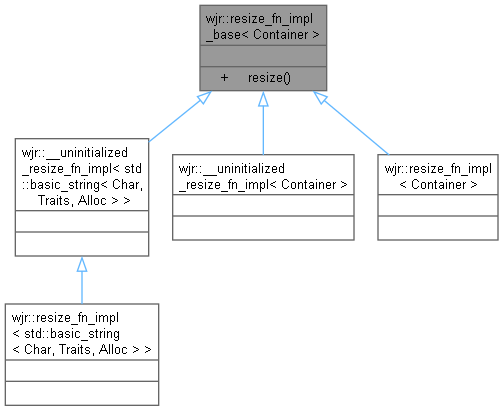 wjr::resize_fn_impl
_base< Container >
+ resize()
wjr::__uninitialized
_resize_fn_impl< std
::basic_string< Char,
Traits, Alloc > >
wjr::__uninitialized
_resize_fn_impl< Container >
wjr::resize_fn_impl
< Container >
wjr::resize_fn_impl
< std::basic_string
< Char, Traits, Alloc > >